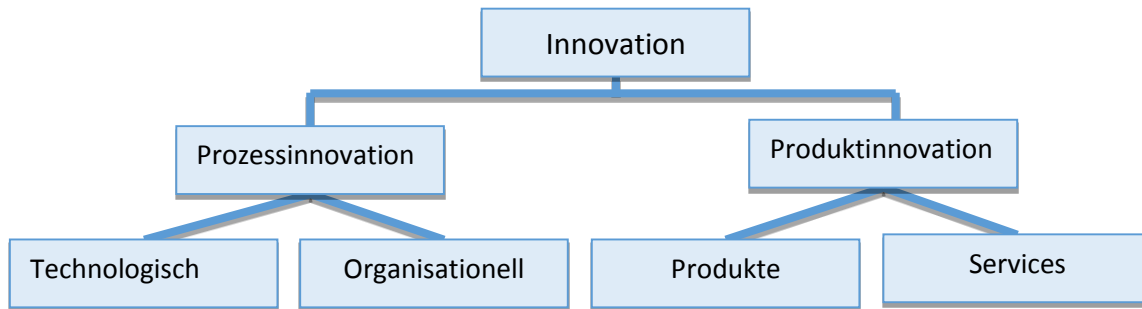 Innovation
Prozessinnovation
Produktinnovation
Technologisch
Organisationell
Produkte
Services